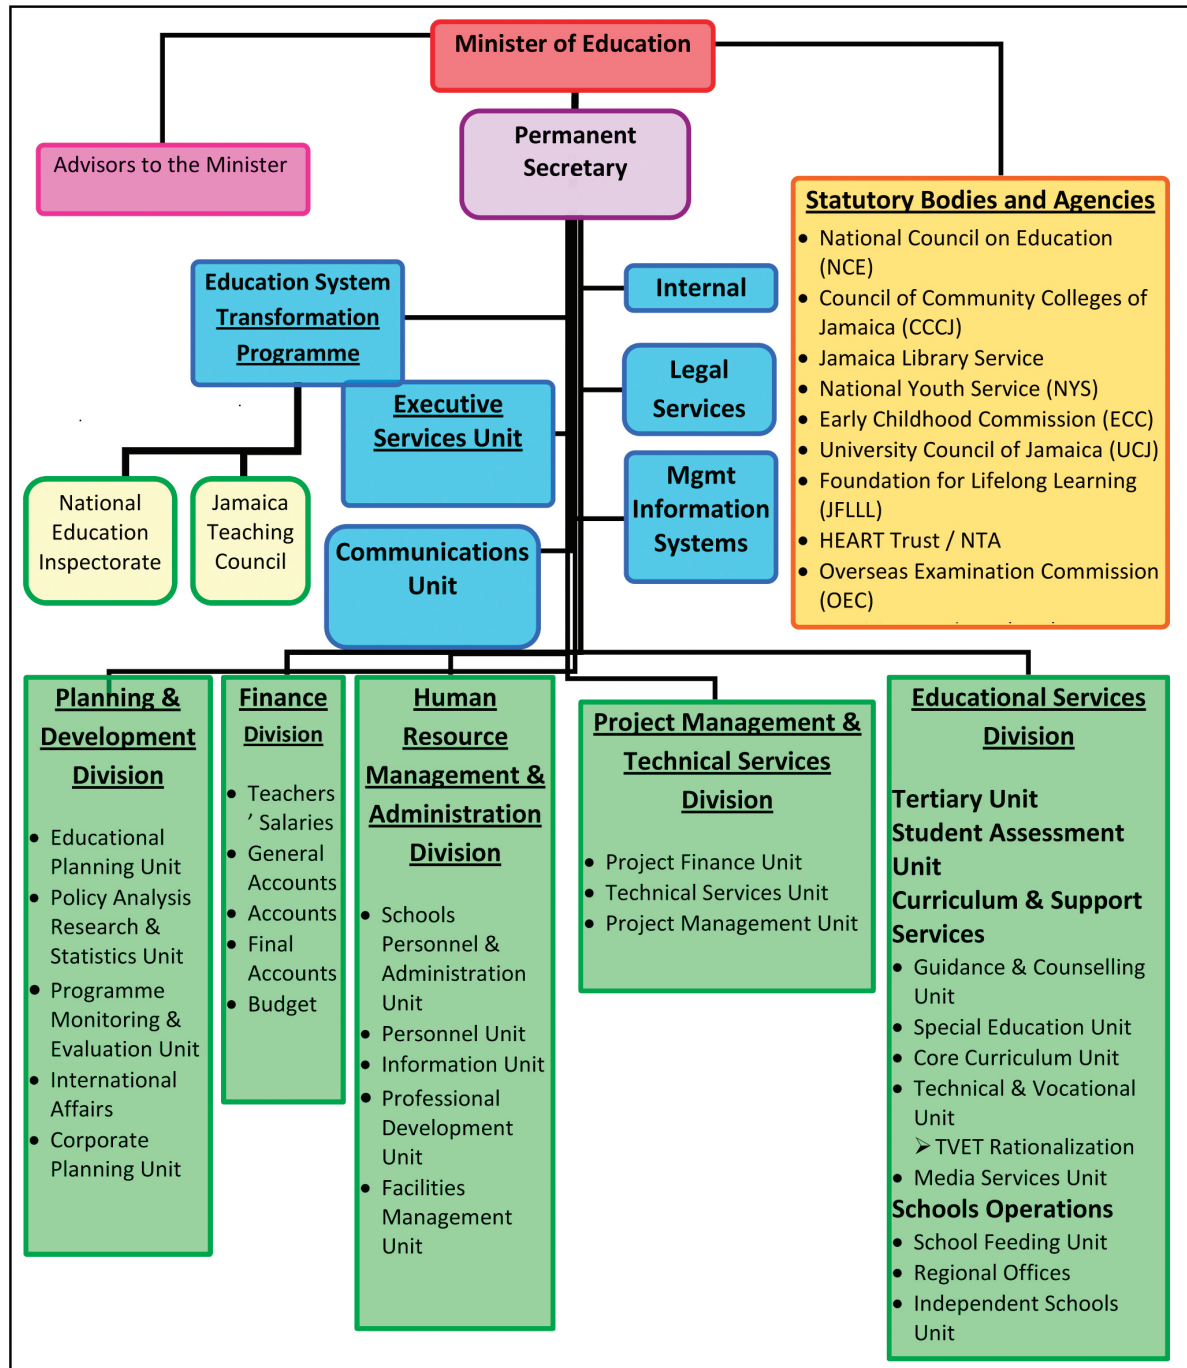 Minister of Education
Permanent
Secretary
Advisors to the Minister
Statutory Bodies and Agencies
• National Council on Education
(NCE)
• Council of Community Colleges of
Jamaica (CCCJ)
• Jamaica Library Service
• National Youth Service (NYS)
• Early Childhood Commission (ECC)
• University Council of Jamaica (UCJ)
• Foundation for Lifelong Learning
(JFLLL)
• HEART Trust / NTA
• Overseas Examination Commission
(OEC)
Education System
Transformation
Programme
Internal
Legal
Services
Executive
Services Unit
Mgmt
Information
Systems
National
Education
Inspectorate
Jamaica
Teaching
Council
Communications
Unit
Planning &
Development
Division
• Educational
Planning Unit
• Policy Analysis
Research &
Statistics Unit
• Programme
Monitoring &
Evaluation Unit
• International
Affairs
• Corporate
Planning Unit
Finance
Division
• Teachers
’ Salaries
• General
Accounts
• Accounts
• Final
Accounts
• Budget
Human
Resource
Management &
Administration
Division
• Schools
Personnel &
Administration
Unit
• Personnel Unit
• Information Unit
• Professional
Development
Unit
• Facilities
Management
Unit
Project Management &
Technical Services
Division
• Project Finance Unit
• Technical Services Unit
• Project Management Unit
Educational Services
Division
Tertiary Unit
Student Assessment
Unit
Curriculum & Support
Services
• Guidance & Counselling
Unit
• Special Education Unit
• Core Curriculum Unit
• Technical & Vocational
Unit
➢ TVET Rationalization
• Media Services Unit
Schools Operations
• School Feeding Unit
• Regional Offices
• Independent Schools
Unit